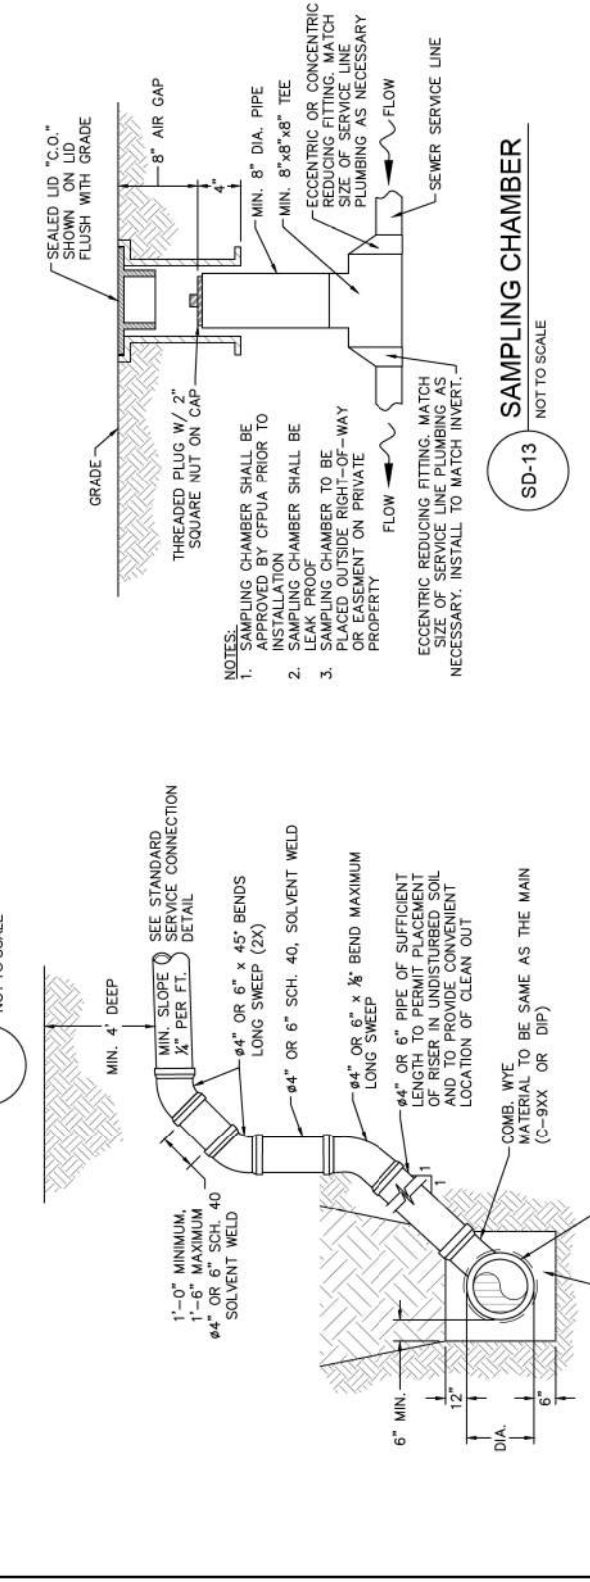 NOT TO SCALE
MIN. 4' DEEP
MIN. SLOPE
¼" PER FT.
SEE STANDARD
SERVICE CONNECTION
DETAIL
1'-0" MINIMUM,
1'-6" MAXIMUM
ø4" OR 6" SCH. 40
SOLVENT WELD
ø4" OR 6" x 45° BENDS
LONG SWEEP (2X)
ø4" OR 6" SCH. 40, SOLVENT WELD
ø4" OR 6" x ⅛" BEND MAXIMUM
LONG SWEEP
ø4" OR 6" PIPE OF SUFFICIENT
LENGTH TO PERMIT PLACEMENT
OF RISER IN UNDISTURBED SOIL
AND TO PROVIDE CONVENIENT
LOCATION OF CLEAN OUT
1
1
6" MIN.
12"
DIA.
6"
COMB. WYE
MATERIAL TO BE SAME AS THE MAIN
(C-9XX OR DIP)
SEALED LID "C.O."
SHOWN ON LID
FLUSH WITH GRADE
GRADE
8" AIR GAP
4"
THREADED PLUG W/ 2"
SQUARE NUT ON CAP
MIN. 8" DIA. PIPE
MIN. 8"x8"x8" TEE
ECCENTRIC OR CONCENTRIC
REDUCING FITTING. MATCH
SIZE OF SERVICE LINE
PLUMBING AS NECESSARY
NOTES:
1. SAMPLING CHAMBER SHALL BE
APPROVED BY CFPUA PRIOR TO
INSTALLATION
2. SAMPLING CHAMBER SHALL BE
LEAK PROOF
3. SAMPLING CHAMBER TO BE
PLACED OUTSIDE RIGHT-OF-WAY
OR EASEMENT ON PRIVATE
PROPERTY
FLOW
FLOW
SEWER SERVICE LINE
ECCENTRIC REDUCING FITTING. MATCH
SIZE OF SERVICE LINE PLUMBING AS
NECESSARY. INSTALL TO MATCH INVERT.
SD-13
SAMPLING CHAMBER
NOT TO SCALE